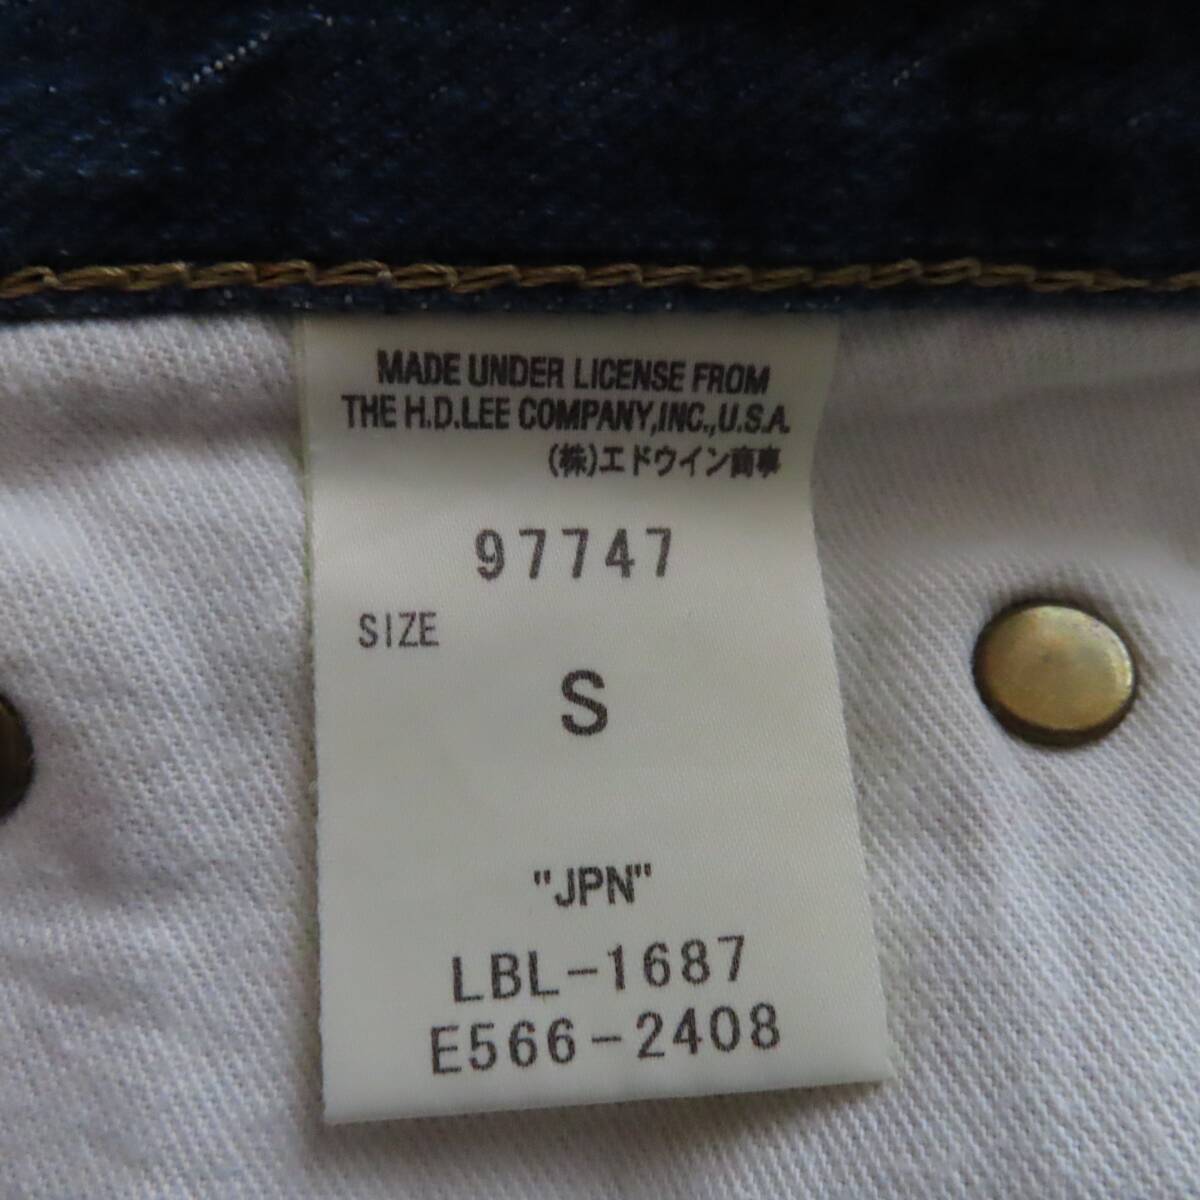 MADE UNDER LICENSE FROM
THE H.D.LEE COMPANY,INC.,U.S.A.
(株)エドウイン商事
97747
SIZE
S
"JPN"
LBL-1687
E566-2408